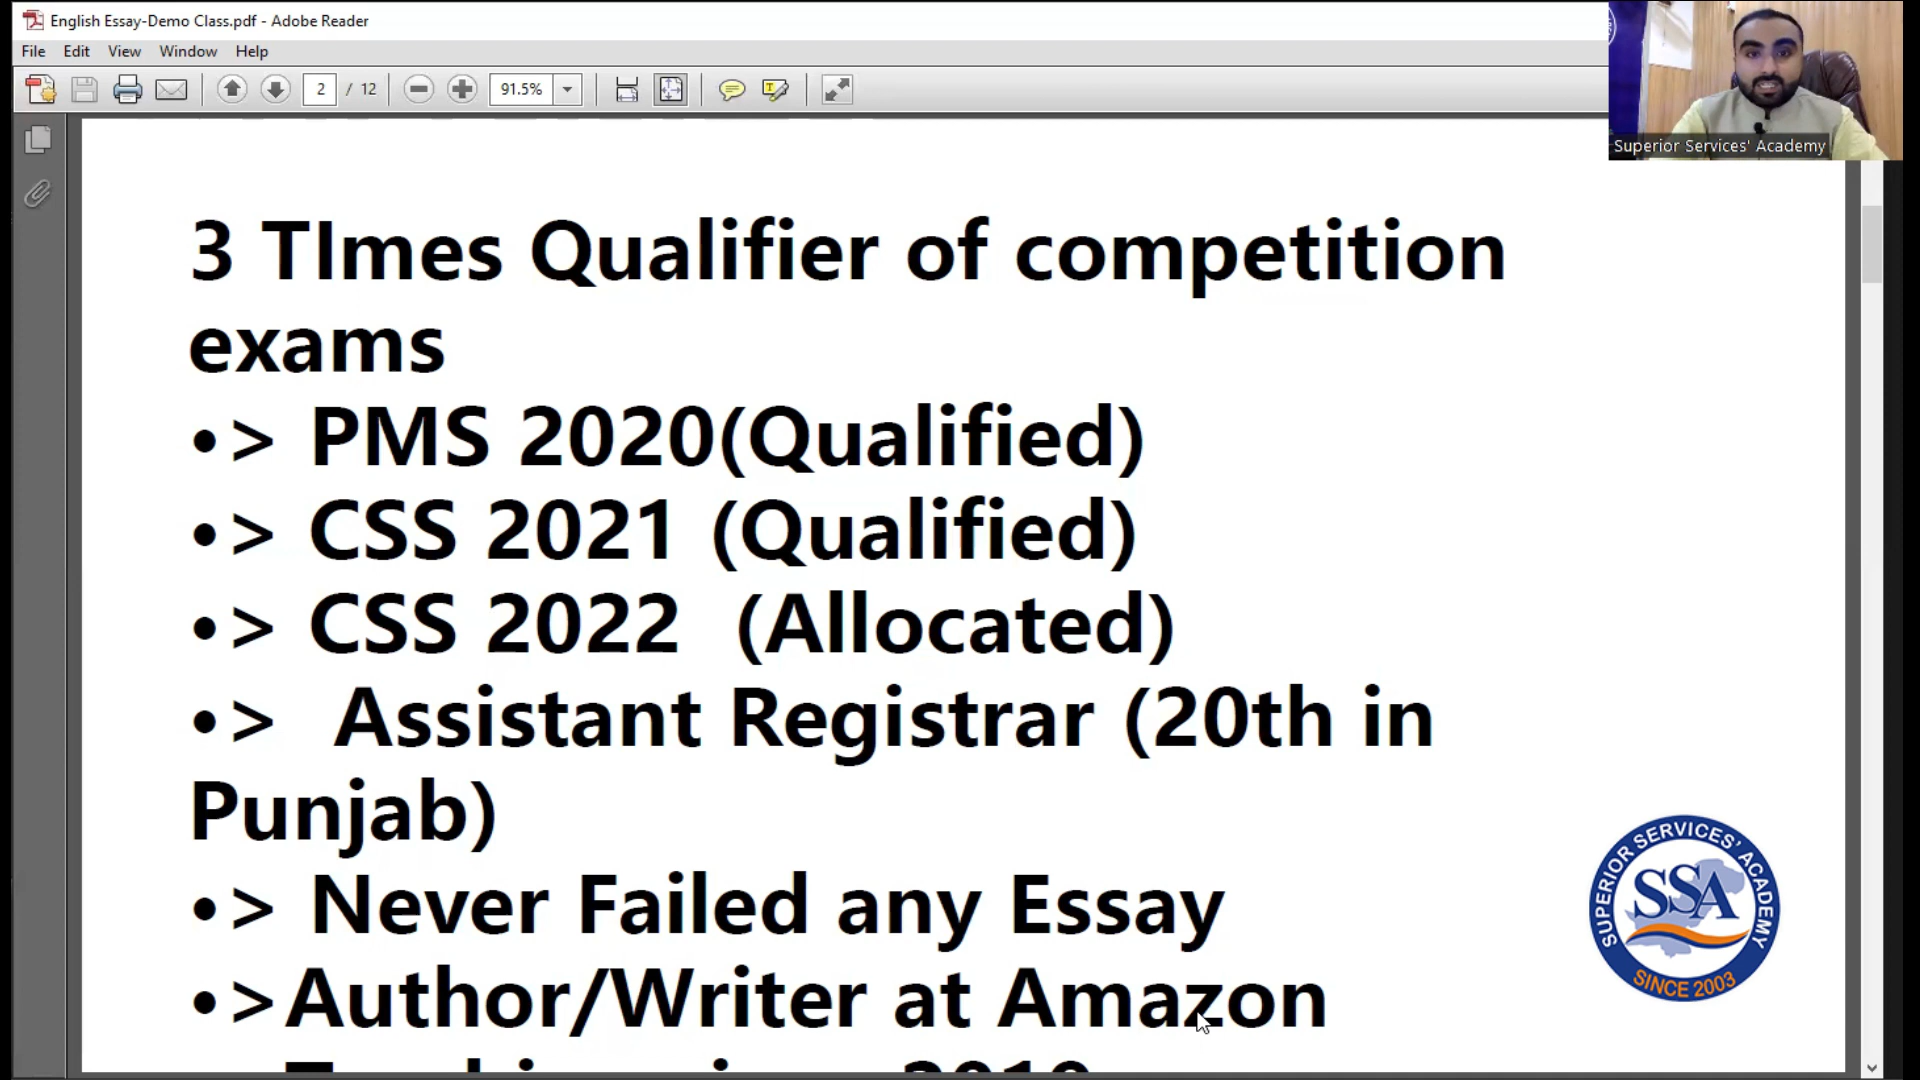 English Essay-Demo Class.pdf - Adobe Reader
File Edit View Window Help
2 / 12 91.5%
Superior Services' Academy
3 TImes Qualifier of competition
exams
•> PMS 2020(Qualified)
•> CSS 2021 (Qualified)
•> CSS 2022 (Allocated)
•> Assistant Registrar (20th in
Punjab)
•> Never Failed any Essay
•>Author/Writer at Amazon
SUPERIOR SERVICES' ACADEMY
SSA
SINCE 2003